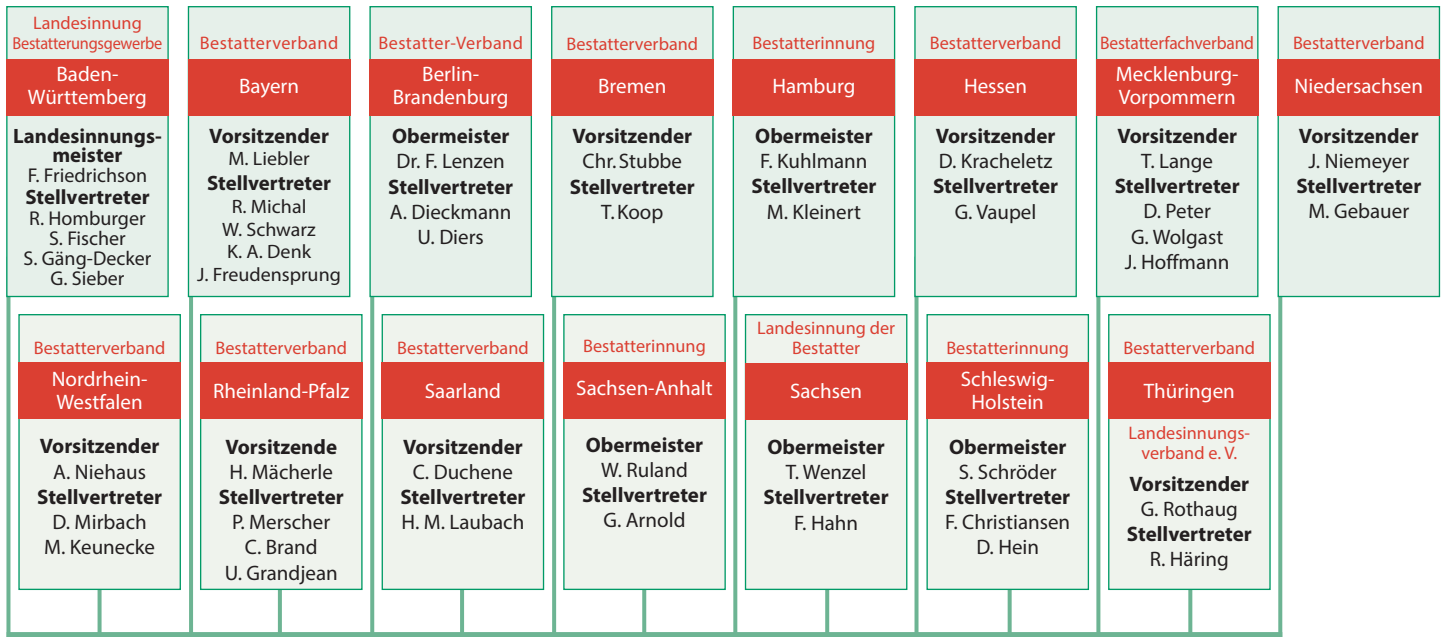 Landesinnung
Bestatterungsgewerbe
Baden-
Württemberg
Landesinnungs-
meister
F. Friedrichson
Stellvertreter
R. Homburger
S. Fischer
S. Gäng-Decker
G. Sieber
Bestatterverband
Bayern
Vorsitzender
M. Liebler
Stellvertreter
R. Michal
W. Schwarz
K. A. Denk
J. Freudensprung
Bestatter-Verband
Berlin-
Brandenburg
Obermeister
Dr. F. Lenzen
Stellvertreter
A. Dieckmann
U. Diers
Bestatterverband
Bremen
Vorsitzender
Chr. Stubbe
Stellvertreter
T. Koop
Bestatterinnung
Hamburg
Obermeister
F. Kuhlmann
Stellvertreter
M. Kleinert
Bestatterverband
Hessen
Vorsitzender
D. Kracheletz
Stellvertreter
G. Vaupel
Bestatterfachverband
Mecklenburg-
Vorpommern
Vorsitzender
T. Lange
Stellvertreter
D. Peter
G. Wolgast
J. Hoffmann
Bestatterverband
Niedersachsen
Vorsitzender
J. Niemeyer
Stellvertreter
M. Gebauer
Bestatterverband
Nordrhein-
Westfalen
Vorsitzender
A. Niehaus
Stellvertreter
D. Mirbach
M. Keunecke
Bestatterverband
Rheinland-Pfalz
Vorsitzende
H. Mächerle
Stellvertreter
P. Merscher
C. Brand
U. Grandjean
Bestatterverband
Saarland
Vorsitzender
C. Duchene
Stellvertreter
H. M. Laubach
Bestatterinnung
Sachsen-Anhalt
Obermeister
W. Ruland
Stellvertreter
G. Arnold
Landesinnung der
Bestatter
Sachsen
Obermeister
T. Wenzel
Stellvertreter
F. Hahn
Bestatterinnung
Schleswig-
Holstein
Obermeister
S. Schröder
Stellvertreter
F. Christiansen
D. Hein
Bestatterverband
Thüringen
Landesinnungs-
verband e. V.
Vorsitzender
G. Rothaug
Stellvertreter
R. Häring